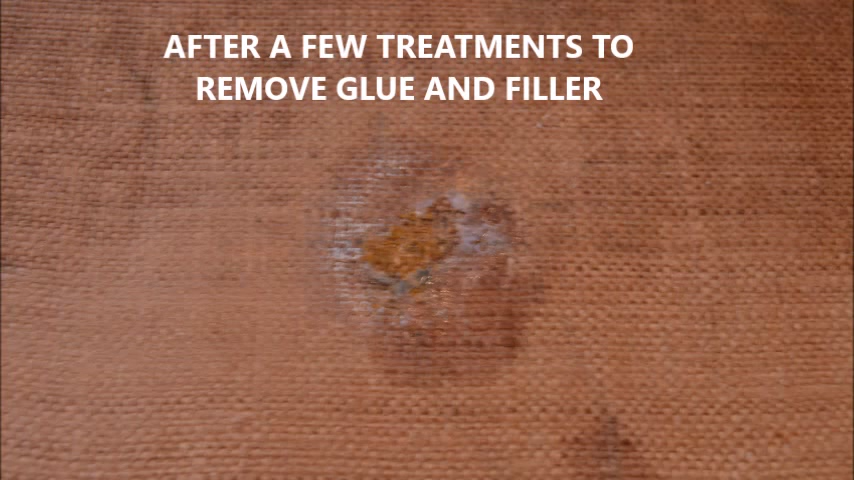 AFTER A FEW TREATMENTS TO
REMOVE GLUE AND FILLER